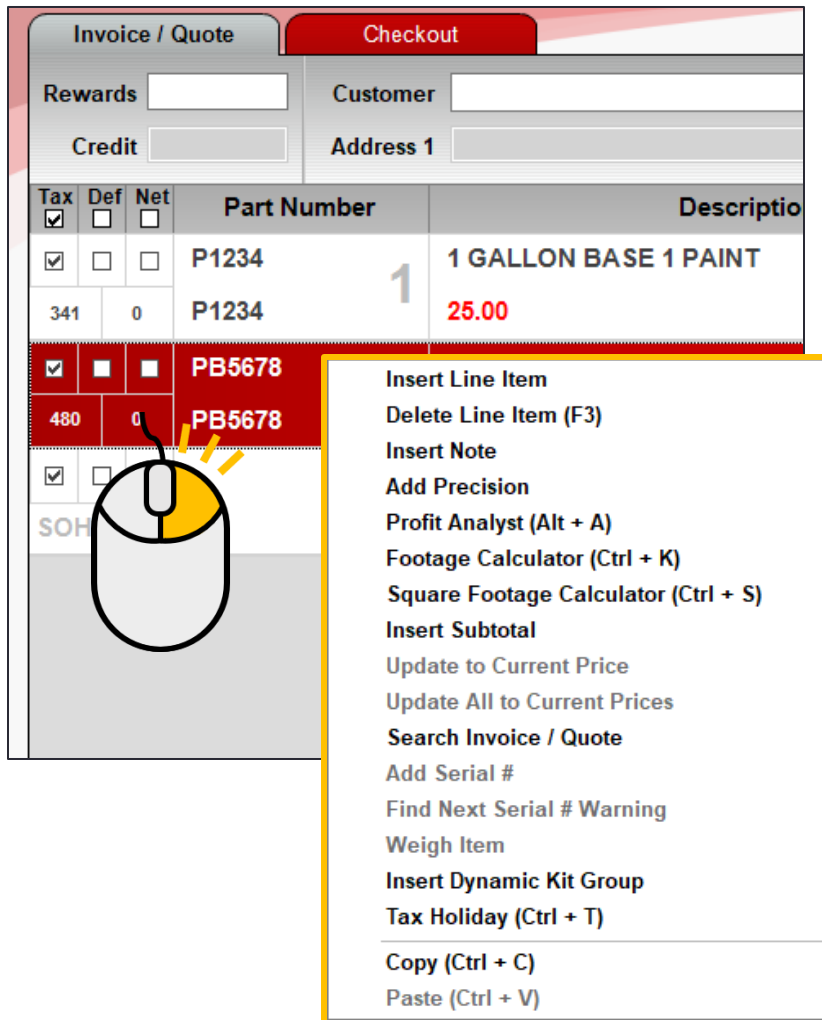 Invoice / Quote Checkout
Rewards Customer
Credit Address 1
Tax Def Net Part Number
P1234 1 1 GALLON BASE 1 PAINT
341 0 P1234 25.00
PB5678
480 0 PB5678
Insert Line Item
Delete Line Item (F3)
Insert Note
Add Precision
Profit Analyst (Alt + A)
Footage Calculator (Ctrl + K)
Square Footage Calculator (Ctrl + S)
Insert Subtotal
Update to Current Price
Update All to Current Prices
Search Invoice / Quote
Add Serial #
Find Next Serial # Warning
Weigh Item
Insert Dynamic Kit Group
Tax Holiday (Ctrl + T)
Copy (Ctrl + C)
Paste (Ctrl + V)